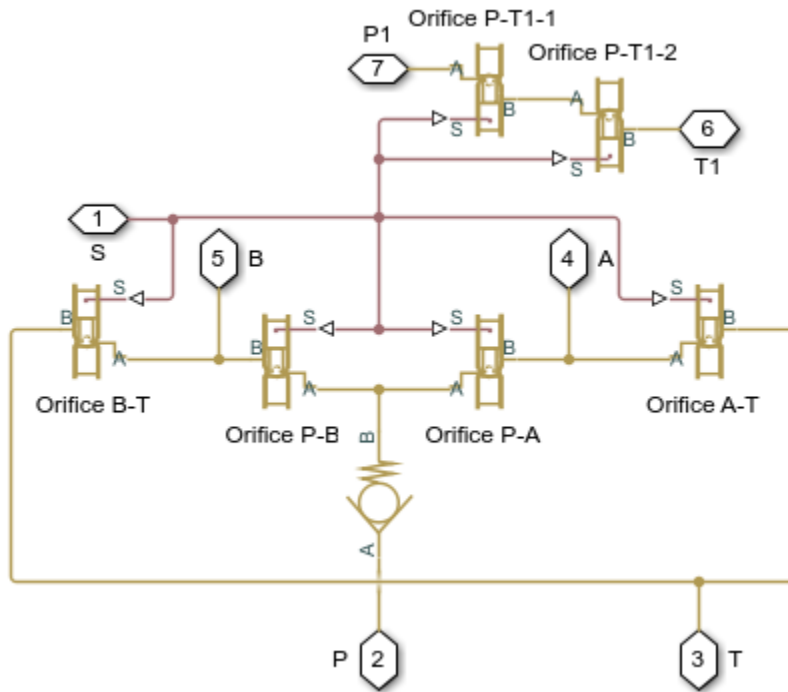 Orifice P-T1-1
P1
Orifice P-T1-2
7
A
B
A
S
B
6
T1
S
1
S
5
B
4
A
S
B
A
S
B
A
S
B
A
S
B
A
Orifice B-T
Orifice P-B
Orifice P-A
Orifice A-T
B
A
P
2
3
T